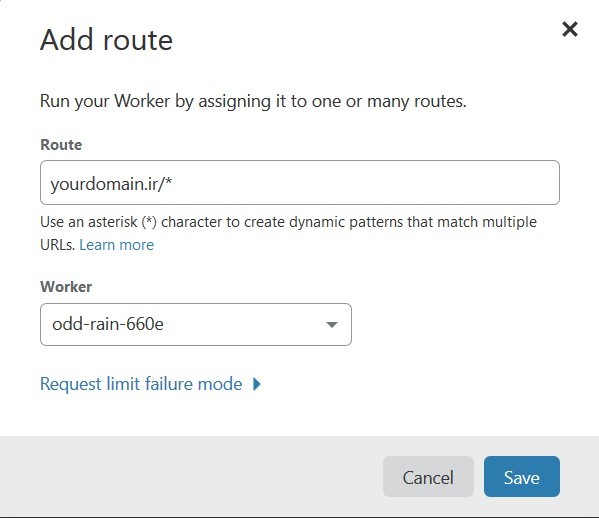 Add route
Run your Worker by assigning it to one or many routes.
Route
yourdomain.ir/*
Use an asterisk (*) character to create dynamic patterns that match multiple
URLs. Learn more
Worker
odd-rain-660e
Request limit failure mode
Cancel
Save